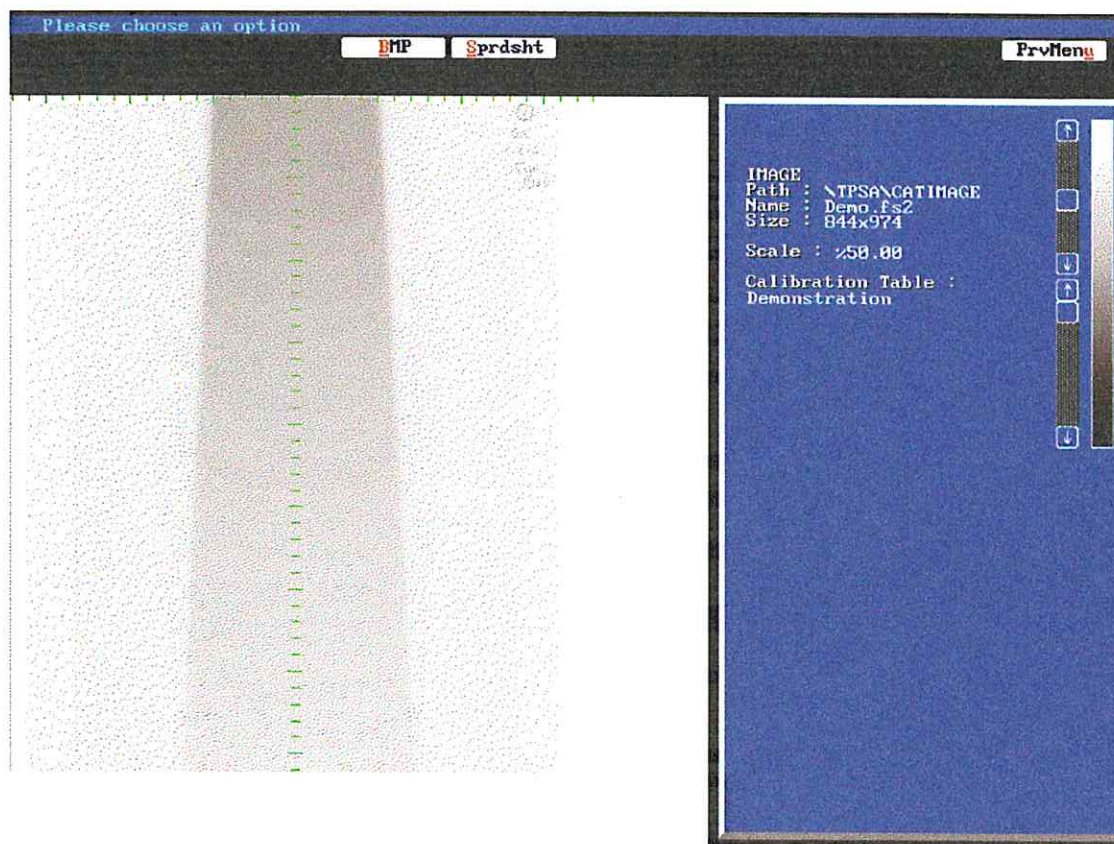 Please choose an option
BMP Sprdsht PrvMenu
IMAGE
Path : \TPSA\CATIMAGE
Name : Demo.fs2
Size : 844x974
Scale : %50.00
Calibration Table :
Demonstration